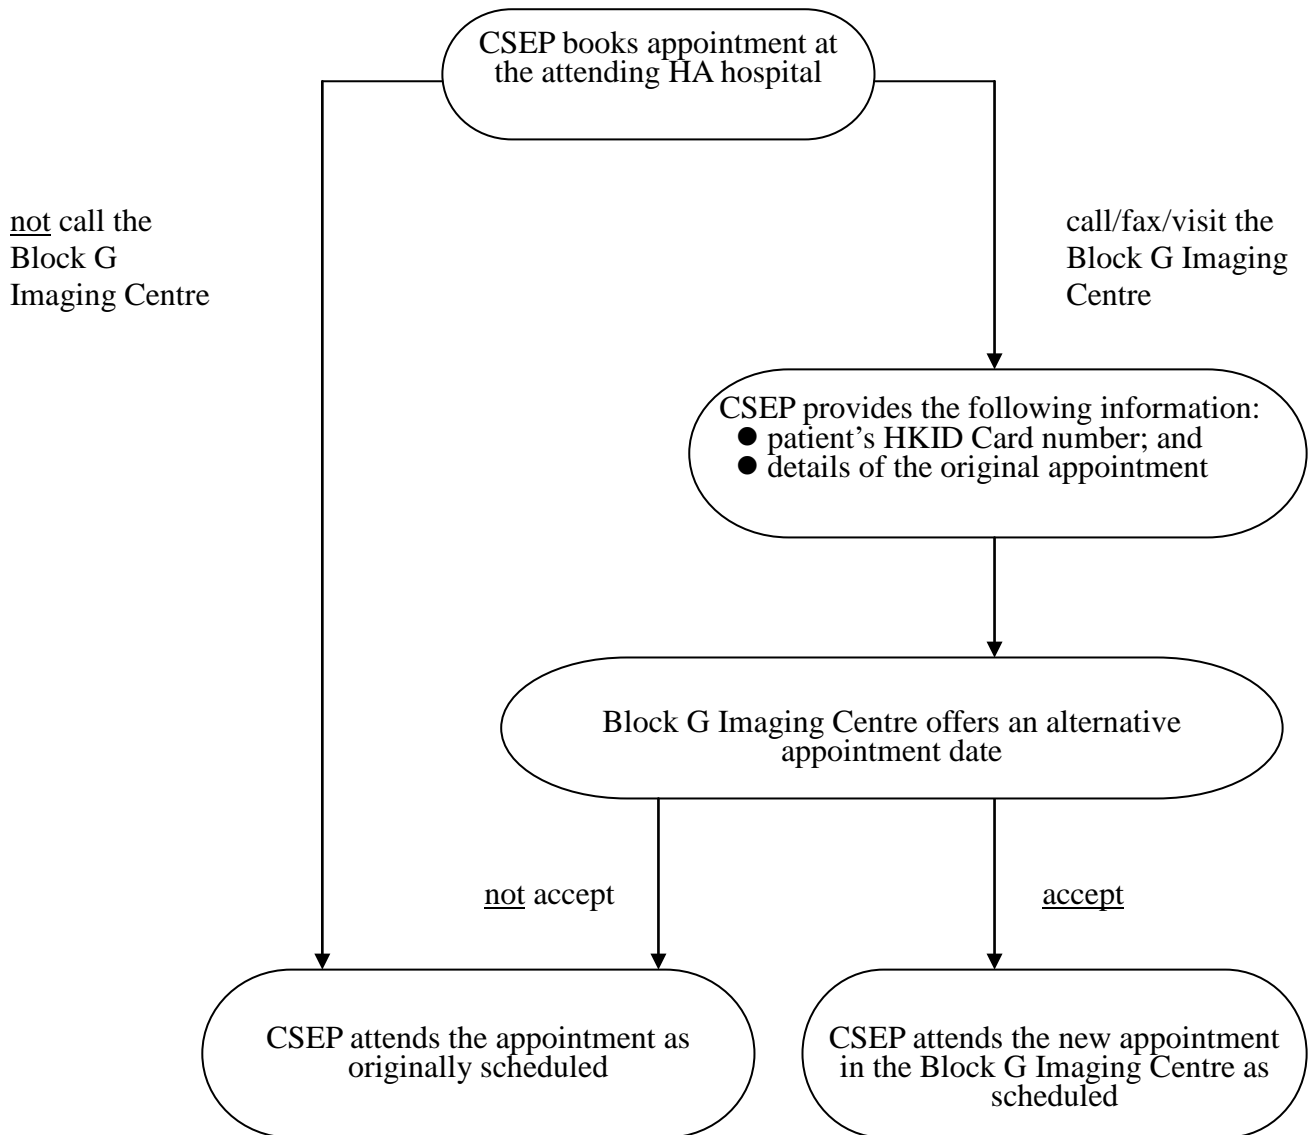 CSEP books appointment at
the attending HA hospital
not call the
Block G
Imaging Centre
call/fax/visit the
Block G Imaging
Centre
CSEP provides the following information:
● patient's HKID Card number; and
● details of the original appointment
Block G Imaging Centre offers an alternative
appointment date
not accept
accept
CSEP attends the appointment as
originally scheduled
CSEP attends the new appointment
in the Block G Imaging Centre as
scheduled